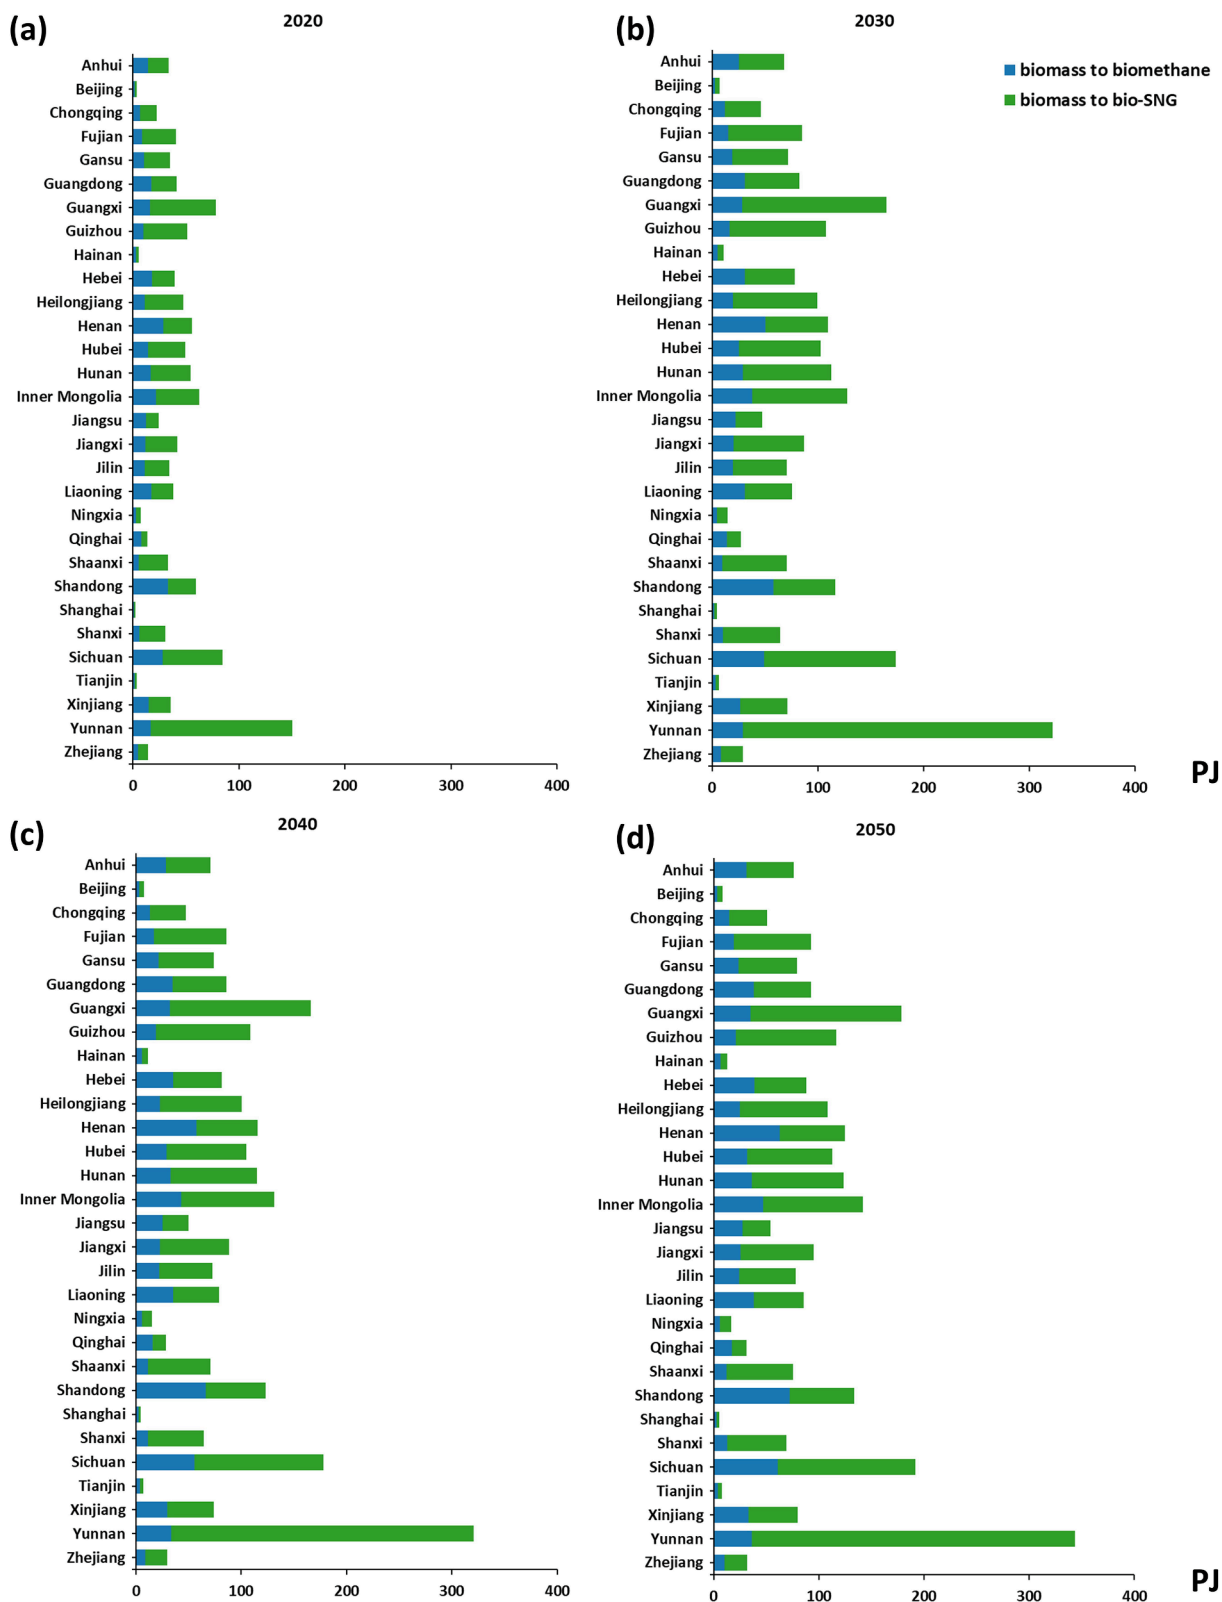 (a)
2020
Anhui
Beijing
Chongqing
Fujian
Gansu
Guangdong
Guangxi
Guizhou
Hainan
Hebei
Heilongjiang
Henan
Hubei
Hunan
Inner Mongolia
Jiangsu
Jiangxi
Jilin
Liaoning
Ningxia
Qinghai
Shaanxi
Shandong
Shanghai
Shanxi
Sichuan
Tianjin
Xinjiang
Yunnan
Zhejiang
0 100 200 300 400
(b)
2030
biomass to biomethane
biomass to bio-SNG
Anhui
Beijing
Chongqing
Fujian
Gansu
Guangdong
Guangxi
Guizhou
Hainan
Hebei
Heilongjiang
Henan
Hubei
Hunan
Inner Mongolia
Jiangsu
Jiangxi
Jilin
Liaoning
Ningxia
Qinghai
Shaanxi
Shandong
Shanghai
Shanxi
Sichuan
Tianjin
Xinjiang
Yunnan
Zhejiang
0 100 200 300 400
PJ
(c)
2040
Anhui
Beijing
Chongqing
Fujian
Gansu
Guangdong
Guangxi
Guizhou
Hainan
Hebei
Heilongjiang
Henan
Hubei
Hunan
Inner Mongolia
Jiangsu
Jiangxi
Jilin
Liaoning
Ningxia
Qinghai
Shaanxi
Shandong
Shanghai
Shanxi
Sichuan
Tianjin
Xinjiang
Yunnan
Zhejiang
0 100 200 300 400
(d)
2050
Anhui
Beijing
Chongqing
Fujian
Gansu
Guangdong
Guangxi
Guizhou
Hainan
Hebei
Heilongjiang
Henan
Hubei
Hunan
Inner Mongolia
Jiangsu
Jiangxi
Jilin
Liaoning
Ningxia
Qinghai
Shaanxi
Shandong
Shanghai
Shanxi
Sichuan
Tianjin
Xinjiang
Yunnan
Zhejiang
0 100 200 300 400
PJ